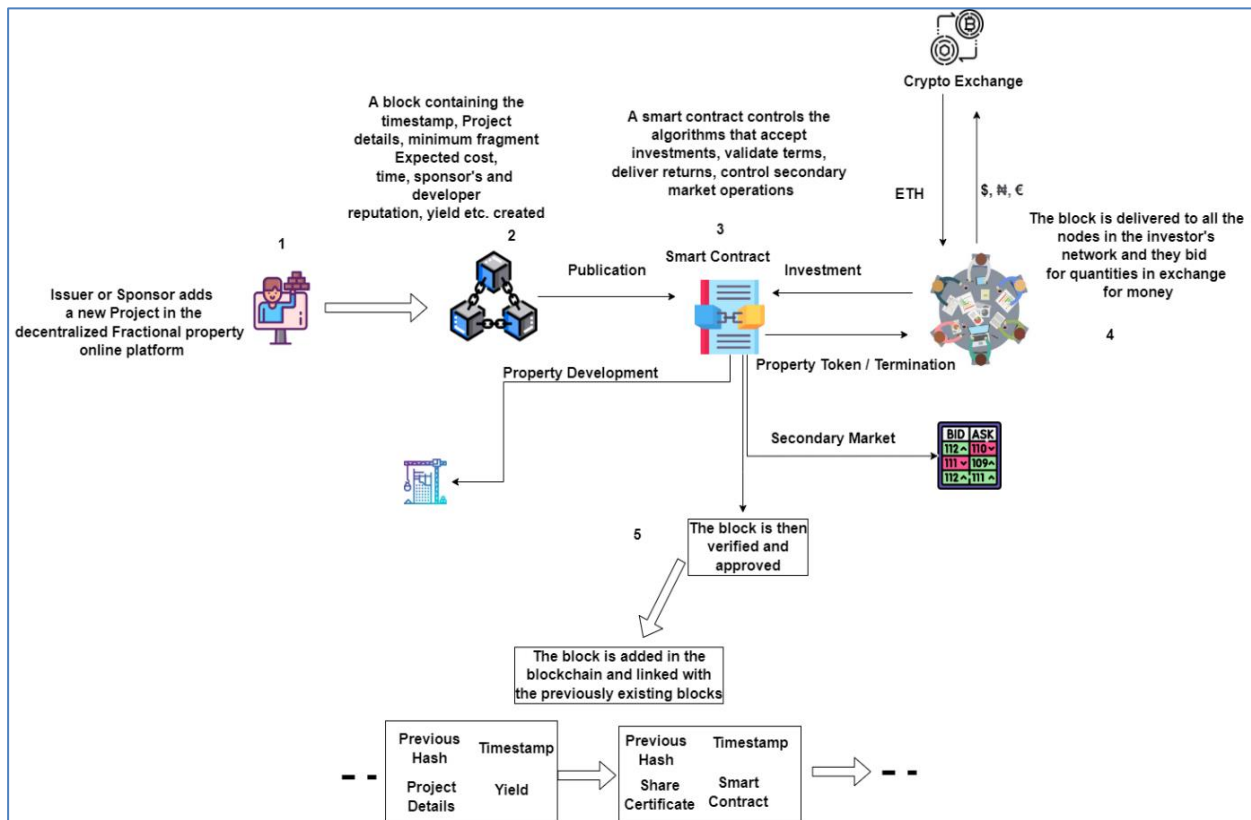 Crypto Exchange
A block containing the
timestamp, Project
details, minimum fragment
Expected cost,
time, sponsor's and
developer
reputation, yield etc. created
A smart contract controls the
algorithms that accept
investments, validate terms,
deliver returns, control secondary
market operations
ETH
$, ₦, €
The block is delivered to all the
nodes in the investor's
network and they bid
for quantities in exchange
for money
1
2
3
4
Issuer or Sponsor adds
a new Project in the
decentralized Fractional property
online platform
Publication
Smart Contract
Investment
Property Development
Property Token / Termination
Secondary Market
BID ASK
112 110
111 109
112 111
5
The block is then
verified and
approved
The block is added in the
blockchain and linked with
the previously existing blocks
Previous
Hash
Timestamp
Project
Details
Yield
Previous
Hash
Timestamp
Share
Certificate
Smart
Contract